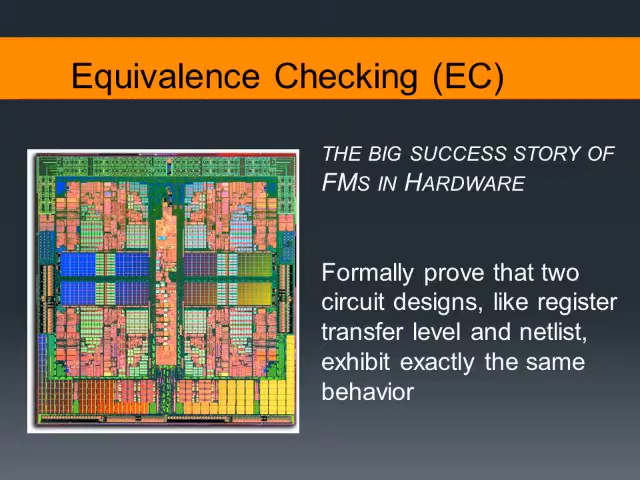 Equivalence Checking (EC)
THE BIG SUCCESS STORY OF
FMS IN HARDWARE
Formally prove that two
circuit designs, like register
transfer level and netlist,
exhibit exactly the same
behavior